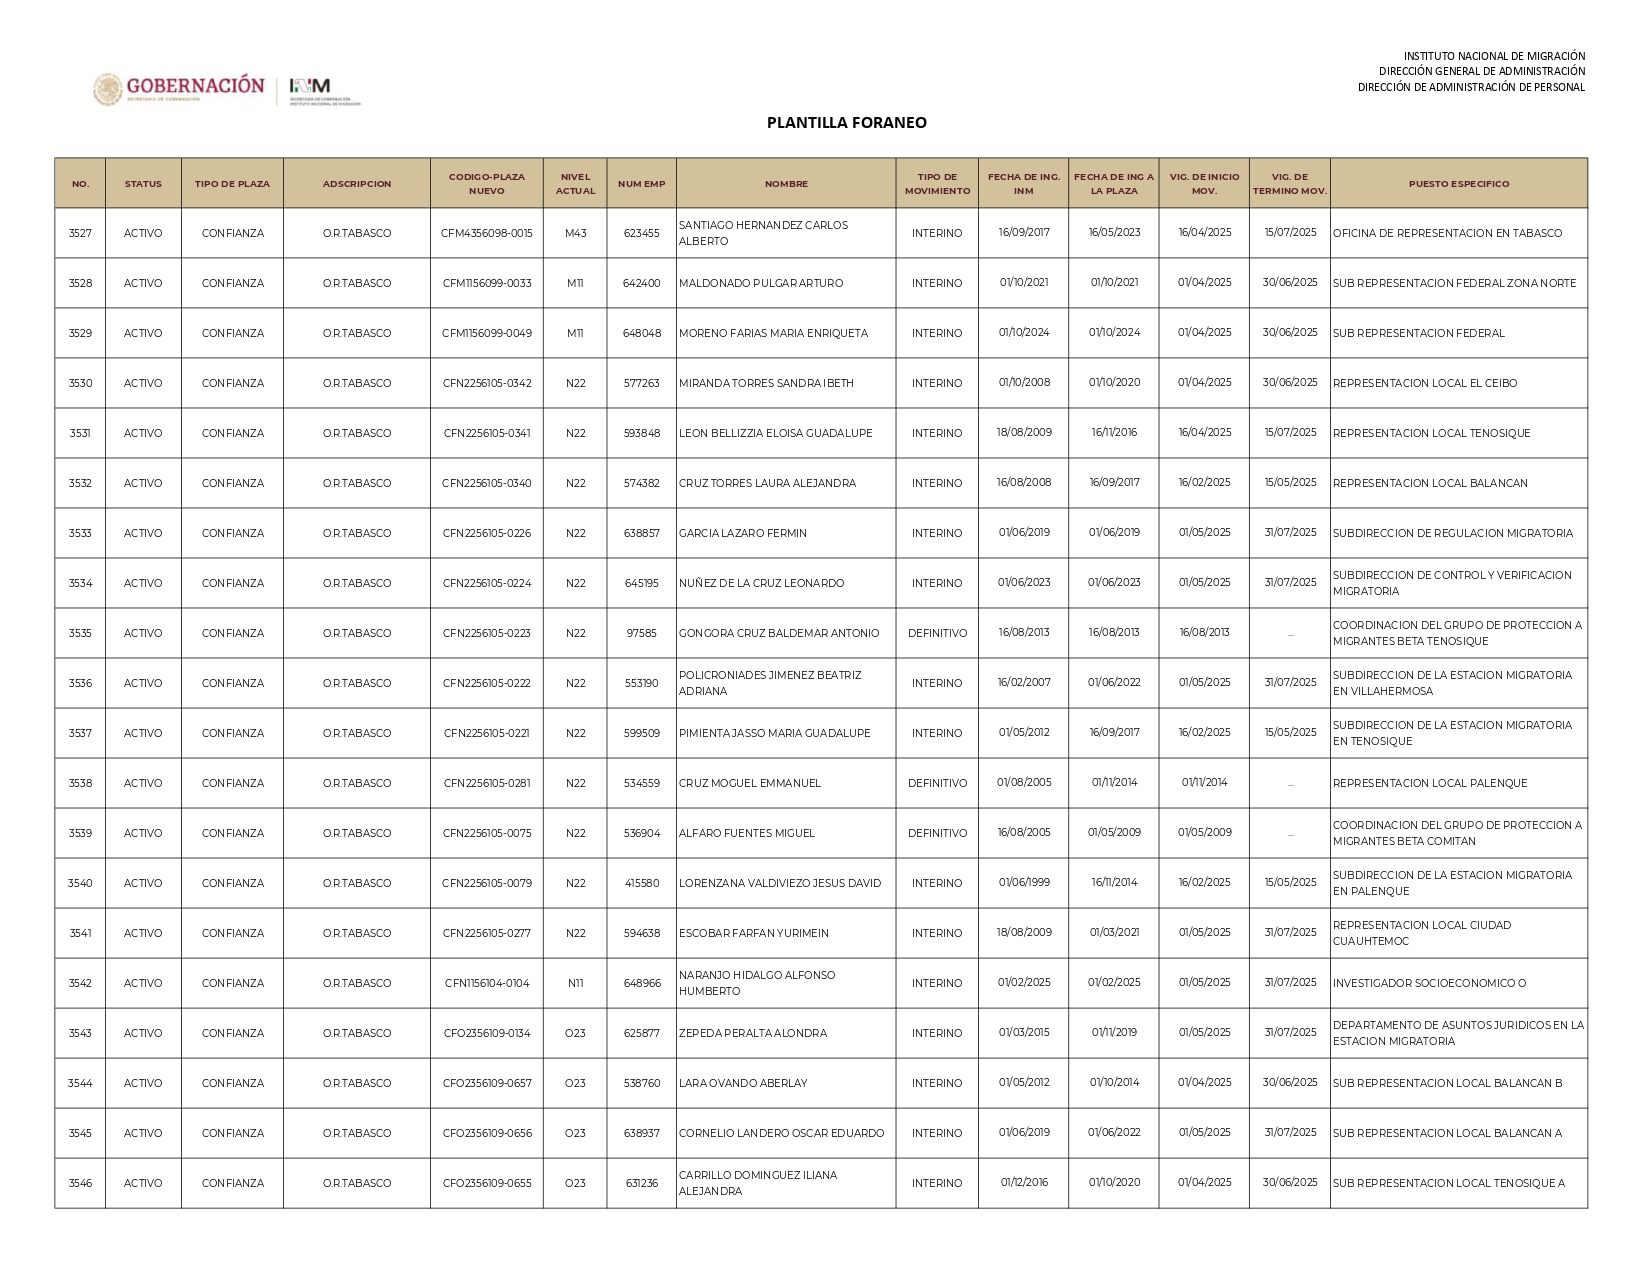 INSTITUTO NACIONAL DE MIGRACIÓN
DIRECCIÓN GENERAL DE ADMINISTRACIÓN
DIRECCIÓN DE ADMINISTRACIÓN DE PERSONAL
GOBERNACIÓN
SECRETARÍA DE GOBERNACIÓN
INM
SECRETARÍA DE GOBERNACIÓN
INSTITUTO NACIONAL DE MIGRACIÓN
PLANTILLA FORANEO
NO. STATUS TIPO DE PLAZA ADSCRIPCION CODIGO-PLAZA NUEVO NIVEL ACTUAL NUM EMP NOMBRE TIPO DE MOVIMIENTO FECHA DE ING. INM FECHA DE ING A LA PLAZA VIG. DE INICIO MOV. VIG. DE TERMINO MOV. PUESTO ESPECIFICO
3527 ACTIVO CONFIANZA O.R.TABASCO CFM4356098-0015 M43 623455 SANTIAGO HERNANDEZ CARLOS ALBERTO INTERINO 16/09/2017 16/05/2023 16/04/2025 15/07/2025 OFICINA DE REPRESENTACION EN TABASCO
3528 ACTIVO CONFIANZA O.R.TABASCO CFM1156099-0033 M11 642400 MALDONADO PULGAR ARTURO INTERINO 01/10/2021 01/10/2021 01/04/2025 30/06/2025 SUB REPRESENTACION FEDERAL ZONA NORTE
3529 ACTIVO CONFIANZA O.R.TABASCO CFM1156099-0049 M11 648048 MORENO FARIAS MARIA ENRIQUETA INTERINO 01/10/2024 01/10/2024 01/04/2025 30/06/2025 SUB REPRESENTACION FEDERAL
3530 ACTIVO CONFIANZA O.R.TABASCO CFN2256105-0342 N22 577263 MIRANDA TORRES SANDRA IBETH INTERINO 01/10/2008 01/10/2020 01/04/2025 30/06/2025 REPRESENTACION LOCAL EL CEIBO
3531 ACTIVO CONFIANZA O.R.TABASCO CFN2256105-0341 N22 593848 LEON BELLIZZIA ELOISA GUADALUPE INTERINO 18/08/2009 16/11/2016 16/04/2025 15/07/2025 REPRESENTACION LOCAL TENOSIQUE
3532 ACTIVO CONFIANZA O.R.TABASCO CFN2256105-0340 N22 574382 CRUZ TORRES LAURA ALEJANDRA INTERINO 16/08/2008 16/09/2017 16/02/2025 15/05/2025 REPRESENTACION LOCAL BALANCAN
3533 ACTIVO CONFIANZA O.R.TABASCO CFN2256105-0226 N22 638857 GARCIA LAZARO FERMIN INTERINO 01/06/2019 01/06/2019 01/05/2025 31/07/2025 SUBDIRECCION DE REGULACION MIGRATORIA
3534 ACTIVO CONFIANZA O.R.TABASCO CFN2256105-0224 N22 645195 NUÑEZ DE LA CRUZ LEONARDO INTERINO 01/06/2023 01/06/2023 01/05/2025 31/07/2025 SUBDIRECCION DE CONTROL Y VERIFICACION MIGRATORIA
3535 ACTIVO CONFIANZA O.R.TABASCO CFN2256105-0223 N22 97585 GONGORA CRUZ BALDEMAR ANTONIO DEFINITIVO 16/08/2013 16/08/2013 16/08/2013 ... COORDINACION DEL GRUPO DE PROTECCION A MIGRANTES BETA TENOSIQUE
3536 ACTIVO CONFIANZA O.R.TABASCO CFN2256105-0222 N22 553190 POLICRONIADES JIMENEZ BEATRIZ ADRIANA INTERINO 16/02/2007 01/06/2022 01/05/2025 31/07/2025 SUBDIRECCION DE LA ESTACION MIGRATORIA EN VILLAHERMOSA
3537 ACTIVO CONFIANZA O.R.TABASCO CFN2256105-0221 N22 599509 PIMIENTA JASSO MARIA GUADALUPE INTERINO 01/05/2012 16/09/2017 16/02/2025 15/05/2025 SUBDIRECCION DE LA ESTACION MIGRATORIA EN TENOSIQUE
3538 ACTIVO CONFIANZA O.R.TABASCO CFN2256105-0281 N22 534559 CRUZ MOGUEL EMMANUEL DEFINITIVO 01/08/2005 01/11/2014 01/11/2014 ... REPRESENTACION LOCAL PALENQUE
3539 ACTIVO CONFIANZA O.R.TABASCO CFN2256105-0075 N22 536904 ALFARO FUENTES MIGUEL DEFINITIVO 16/08/2005 01/05/2009 01/05/2009 ... COORDINACION DEL GRUPO DE PROTECCION A MIGRANTES BETA COMITAN
3540 ACTIVO CONFIANZA O.R.TABASCO CFN2256105-0079 N22 415580 LORENZANA VALDIVIEZO JESUS DAVID INTERINO 01/06/1999 16/11/2014 16/02/2025 15/05/2025 SUBDIRECCION DE LA ESTACION MIGRATORIA EN PALENQUE
3541 ACTIVO CONFIANZA O.R.TABASCO CFN2256105-0277 N22 594638 ESCOBAR FARFAN YURIMEIN INTERINO 18/08/2009 01/03/2021 01/05/2025 31/07/2025 REPRESENTACION LOCAL CIUDAD CUAUHTEMOC
3542 ACTIVO CONFIANZA O.R.TABASCO CFN1156104-0104 N11 648966 NARANJO HIDALGO ALFONSO HUMBERTO INTERINO 01/02/2025 01/02/2025 01/05/2025 31/07/2025 INVESTIGADOR SOCIOECONOMICO O
3543 ACTIVO CONFIANZA O.R.TABASCO CFO2356109-0134 O23 625877 ZEPEDA PERALTA ALONDRA INTERINO 01/03/2015 01/11/2019 01/05/2025 31/07/2025 DEPARTAMENTO DE ASUNTOS JURIDICOS EN LA ESTACION MIGRATORIA
3544 ACTIVO CONFIANZA O.R.TABASCO CFO2356109-0657 O23 538760 LARA OVANDO ABERLAY INTERINO 01/05/2012 01/10/2014 01/04/2025 30/06/2025 SUB REPRESENTACION LOCAL BALANCAN B
3545 ACTIVO CONFIANZA O.R.TABASCO CFO2356109-0656 O23 638937 CORNELIO LANDERO OSCAR EDUARDO INTERINO 01/06/2019 01/06/2022 01/05/2025 31/07/2025 SUB REPRESENTACION LOCAL BALANCAN A
3546 ACTIVO CONFIANZA O.R.TABASCO CFO2356109-0655 O23 631236 CARRILLO DOMINGUEZ ILIANA ALEJANDRA INTERINO 01/12/2016 01/10/2020 01/04/2025 30/06/2025 SUB REPRESENTACION LOCAL TENOSIQUE A